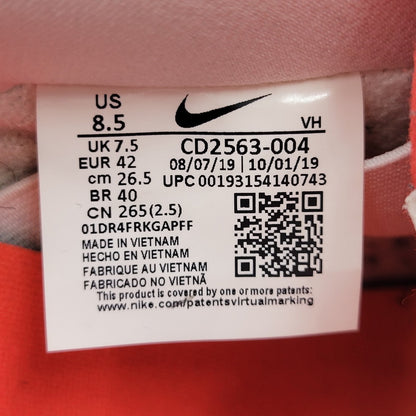 US
8.5
VH
UK 7.5
EUR 42
cm 26.5
BR 40
CN 265(2.5)
CD2563-004
08/07/19 | 10/01/19
UPC 00193154140743
01DR4FRKGAPFF
MADE IN VIETNAM
HECHO EN VIETNAM
FABRIQUE AU VIETNAM
FABRICADO NO VIETNÃ
This product is covered by one or more patents
www.nike.com/patentsvirtualmarking